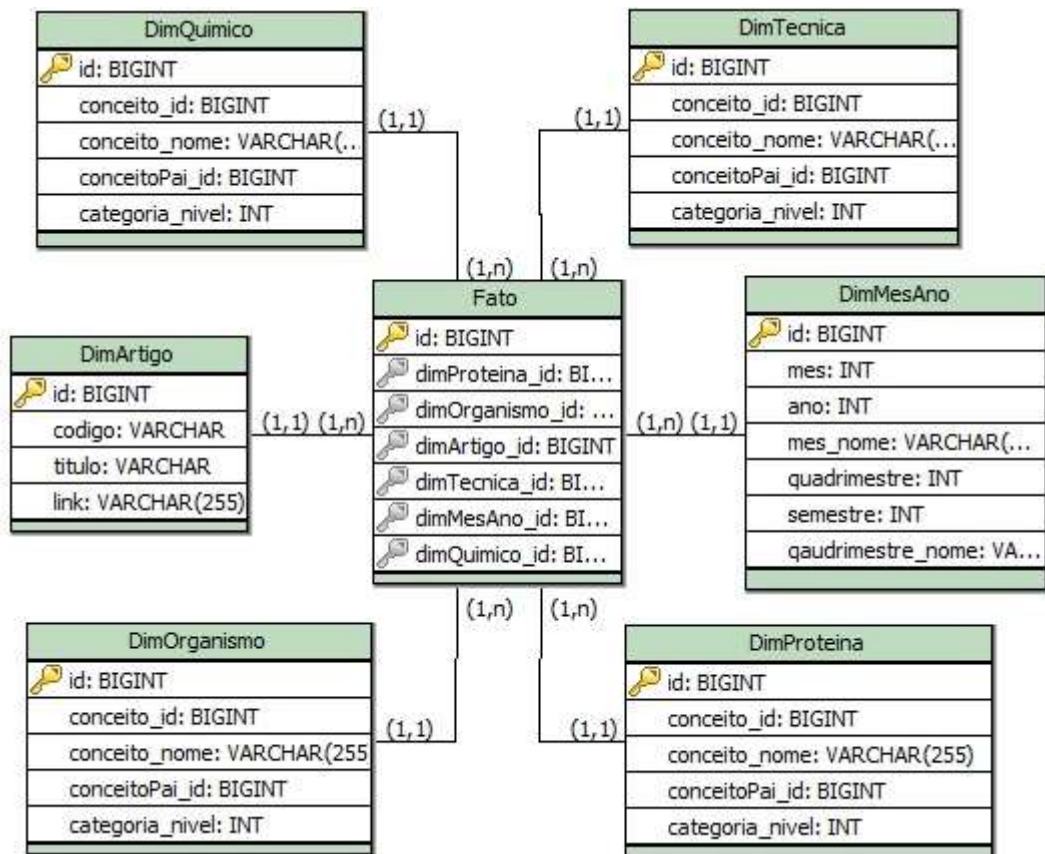 DimQuimico
id: BIGINT
conceito_id: BIGINT
conceito_nome: VARCHAR(...
conceitoPai_id: BIGINT
categoria_nivel: INT
(1,1)
(1,n)
DimTecnica
id: BIGINT
conceito_id: BIGINT
conceito_nome: VARCHAR(...
conceitoPai_id: BIGINT
categoria_nivel: INT
(1,1)
(1,n)
DimArtigo
id: BIGINT
codigo: VARCHAR
titulo: VARCHAR
link: VARCHAR(255)
(1,1) (1,n)
Fato
id: BIGINT
dimProteina_id: BI...
dimOrganismo_id: ...
dimArtigo_id: BIGINT
dimTecnica_id: BI...
dimMesAno_id: BI...
dimQuimico_id: BI...
(1,n) (1,1)
DimMesAno
id: BIGINT
mes: INT
ano: INT
mes_nome: VARCHAR(...
quadrimestre: INT
semestre: INT
qaudrimestre_nome: VA...
DimOrganismo
id: BIGINT
conceito_id: BIGINT
conceito_nome: VARCHAR(255
conceitoPai_id: BIGINT
categoria_nivel: INT
(1,n)
(1,1)
DimProteina
id: BIGINT
conceito_id: BIGINT
conceito_nome: VARCHAR(255)
conceitoPai_id: BIGINT
categoria_nivel: INT
(1,n)
(1,1)